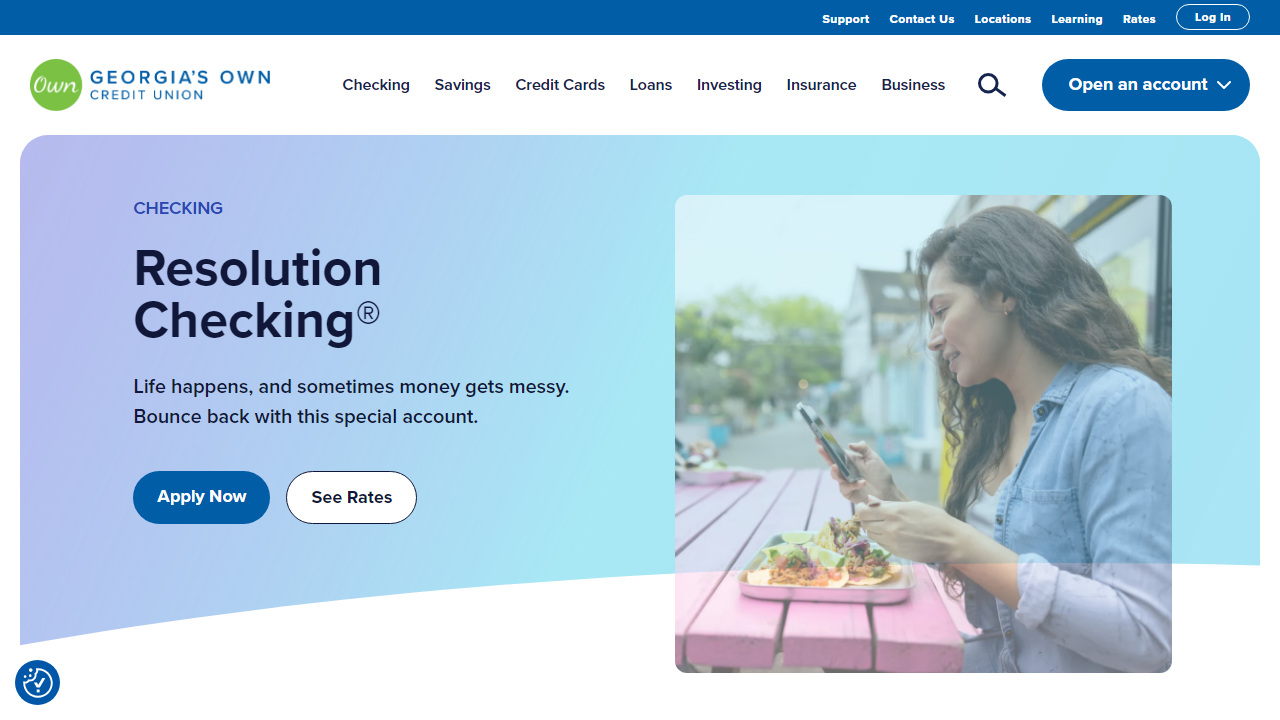 Support Contact Us Locations Learning Rates Log In
Own GEORGIA'S OWN
CREDIT UNION
Checking Savings Credit Cards Loans Investing Insurance Business
Open an account
CHECKING
Resolution
Checking®
Life happens, and sometimes money gets messy.
Bounce back with this special account.
Apply Now See Rates